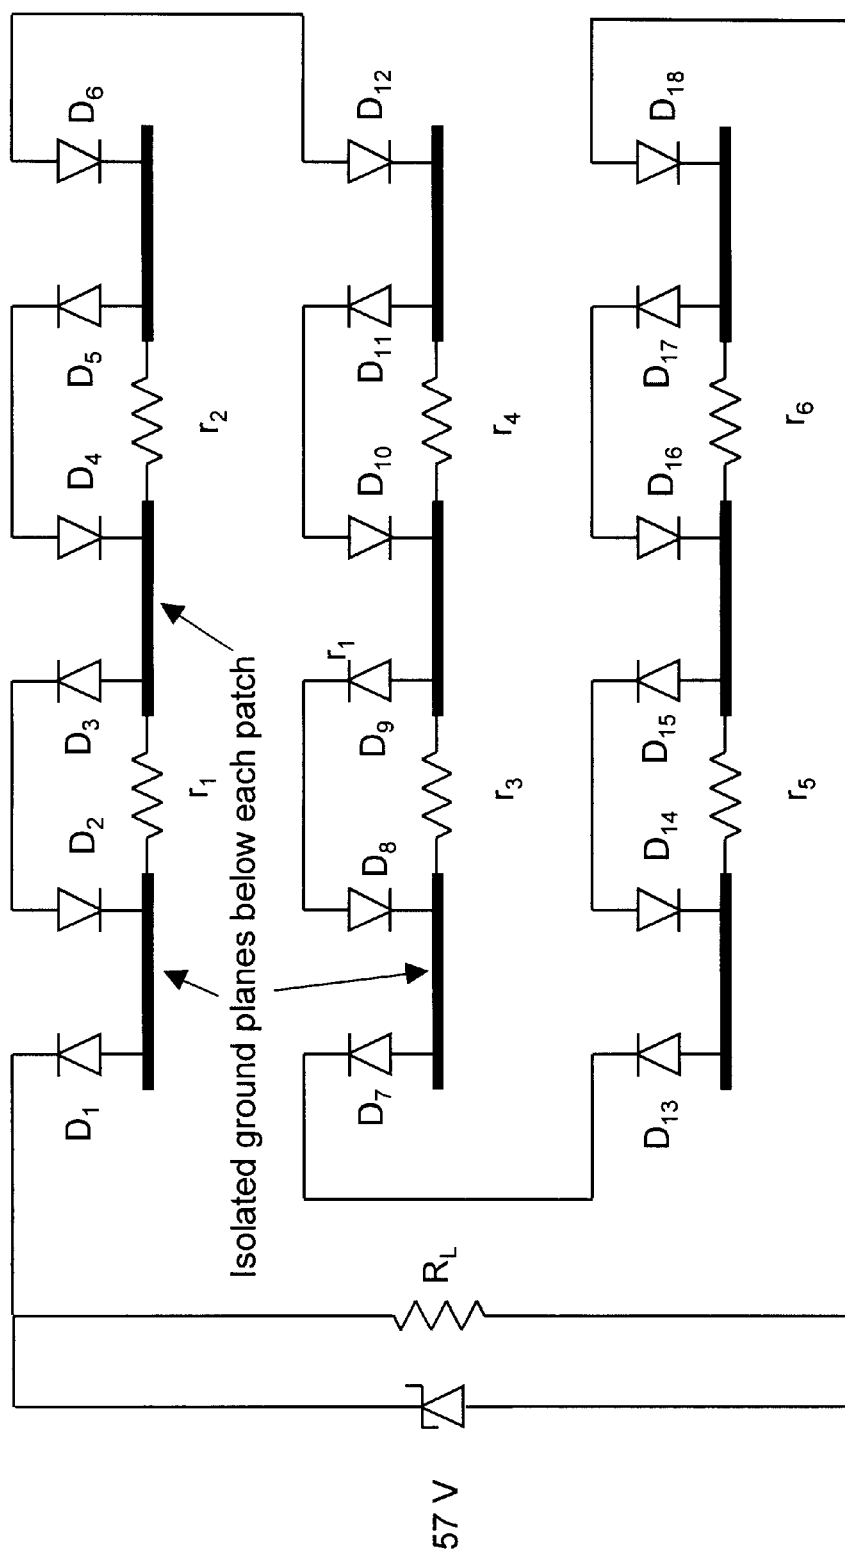 D6
D5
D4
D3
D2
D1
r2
r1
Isolated ground planes below each patch
D12
D11
D10
D9
D8
D7
r1
r4
r3
D18
D17
D16
D15
D14
D13
r6
r5
RL
57 V